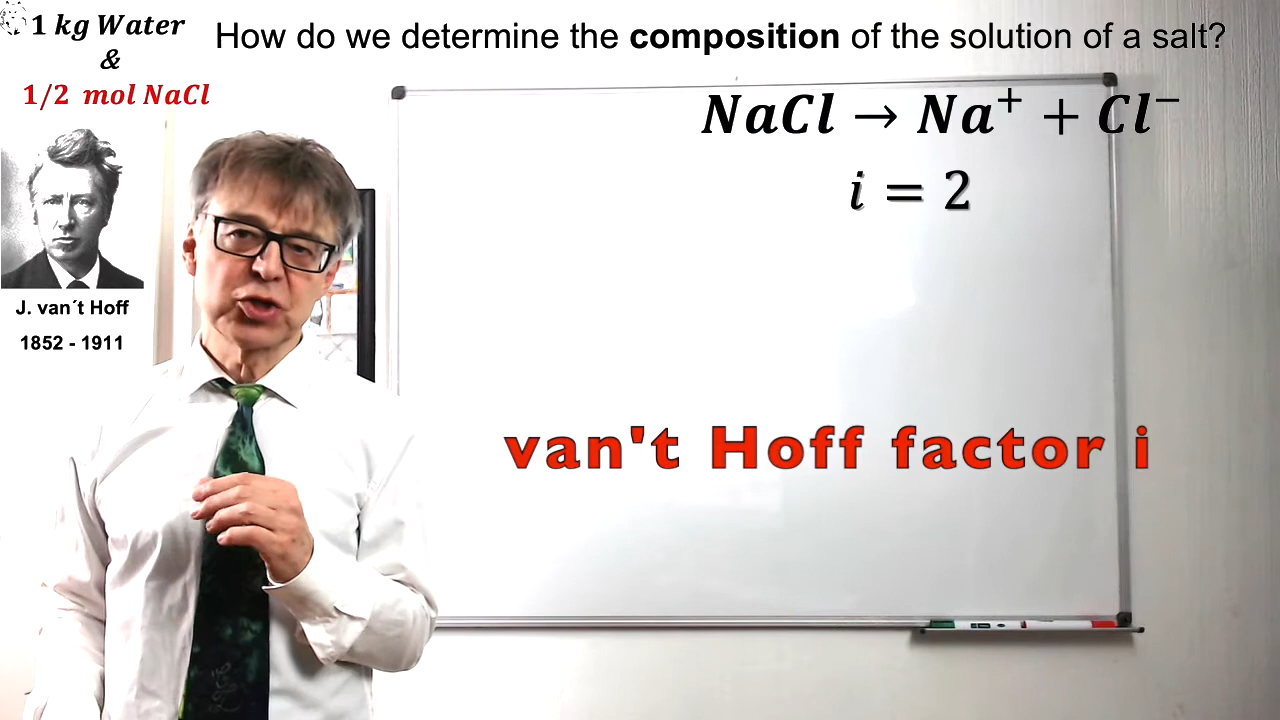 1 kg Water
&
1/2 mol NaCl
How do we determine the composition of the solution of a salt?
NaCl → Na⁺ + Cl⁻
i = 2
J. van´t Hoff
1852 - 1911
van't Hoff factor i